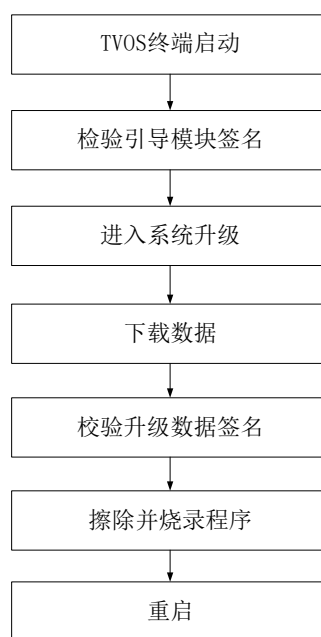 TVOS终端启动
检验引导模块签名
进入系统升级
下载数据
校验升级数据签名
擦除并烧录程序
重启